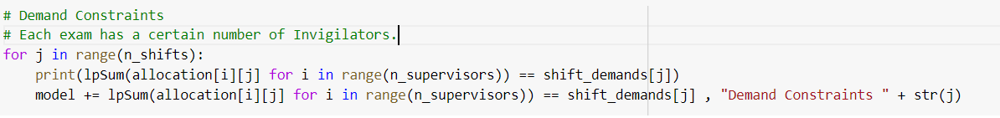 # Demand Constraints
# Each exam has a certain number of Invigilators.
for j in range(n_shifts):
    print(lpSum(allocation[i][j] for i in range(n_supervisors)) == shift_demands[j])
    model += lpSum(allocation[i][j] for i in range(n_supervisors)) == shift_demands[j] , "Demand Constraints " + str(j)